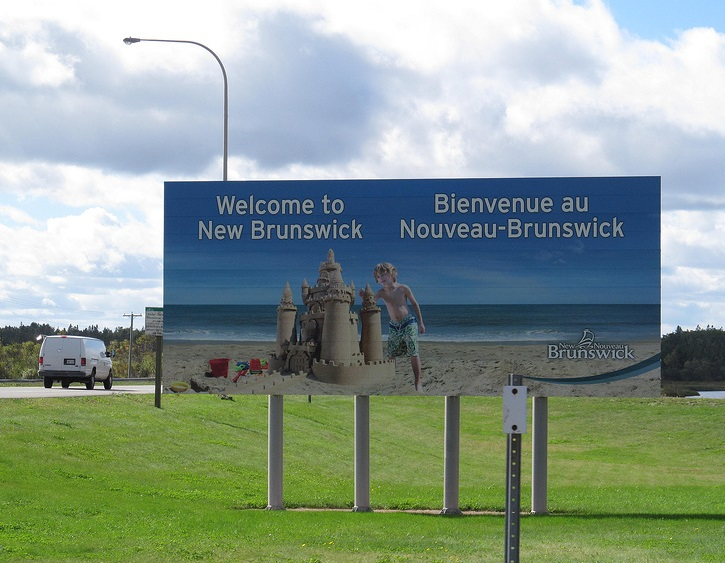 Welcome to
New Brunswick
Bienvenue au
Nouveau-Brunswick
New Nouveau
Brunswick